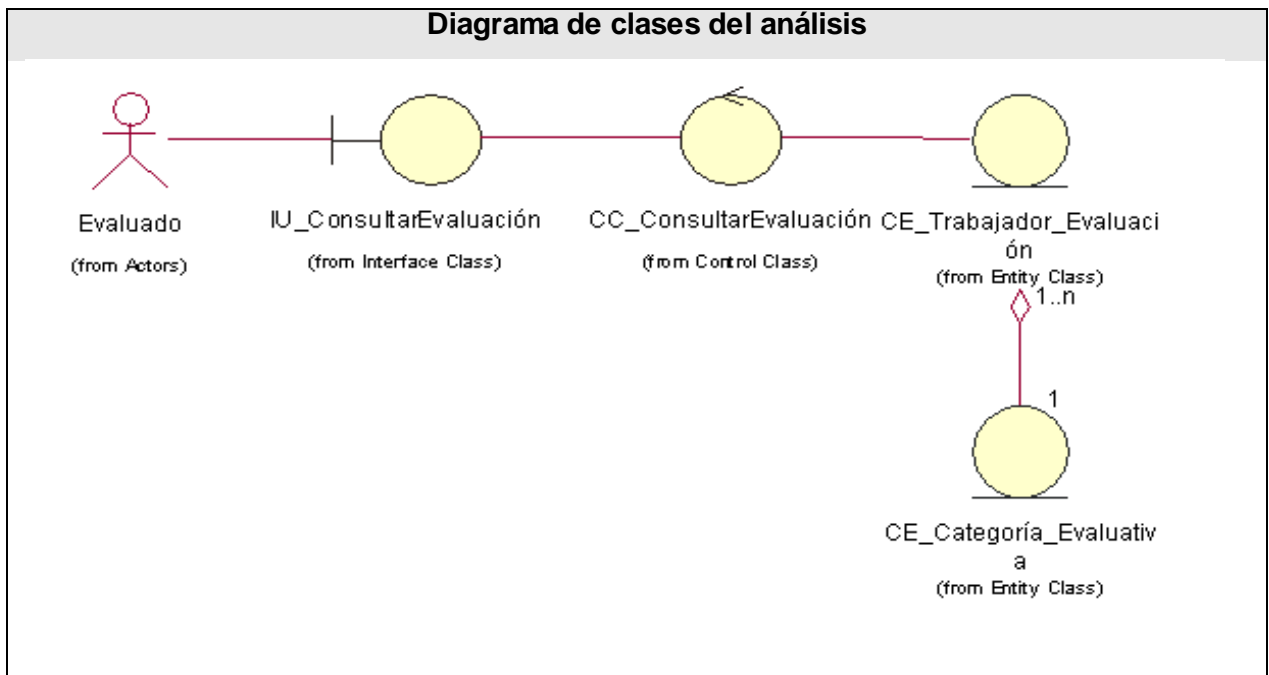 Diagrama de clases del análisis
Evaluado
(from Actors)
IU_ConsultarEvaluación
(from Interface Class)
CC_ConsultarEvaluación
(from Control Class)
CE_Trabajador_Evaluaci
ón
(from Entity Class)
1..n
1
CE_Categoría_Evaluativ
a
(from Entity Class)